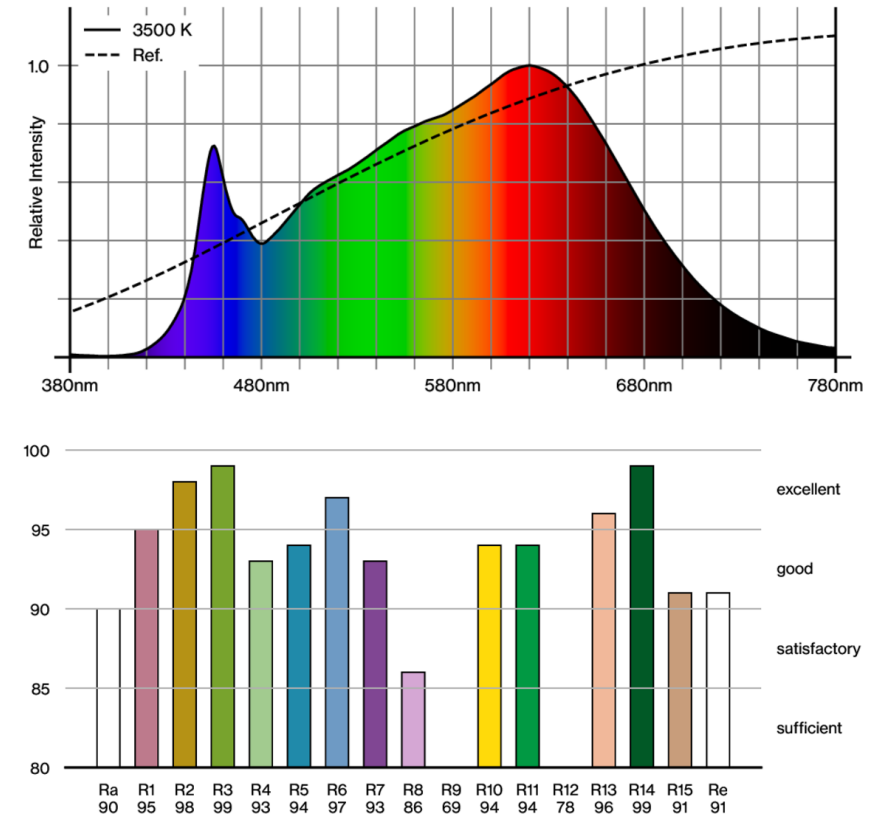 3500 K
Ref.
1.0
Relative Intensity
380nm 480nm 580nm 680nm 780nm
100
excellent
95
good
90
satisfactory
85
sufficient
80
Ra R1 R2 R3 R4 R5 R6 R7 R8 R9 R10 R11 R12 R13 R14 R15 Re
90 95 98 99 93 94 97 93 86 69 94 94 78 96 99 91 91